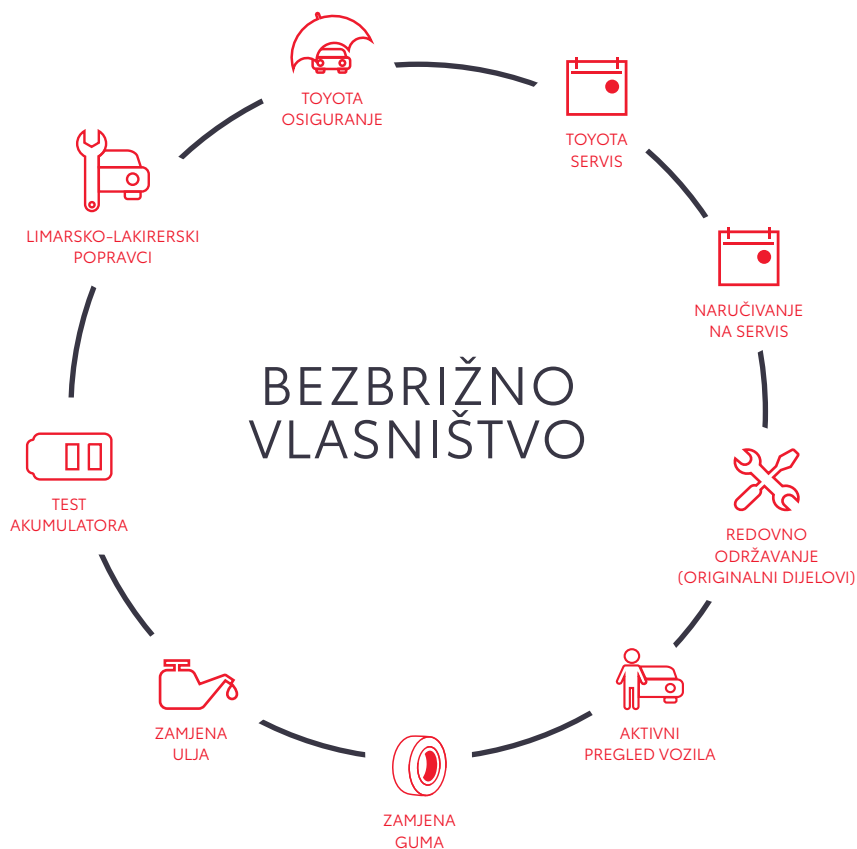 TOYOTA
OSIGURANJE
TOYOTA
SERVIS
NARUČIVANJE
NA SERVIS
REDOVNO
ODRŽAVANJE
(ORIGINALNI DIJELOVI)
AKTIVNI
PREGLED VOZILA
ZAMJENA
GUMA
ZAMJENA
ULJA
TEST
AKUMULATORA
LIMARSKO-LAKIRERSKI
POPRAVCI
BEZBRIŽNO
VLASNIŠTVO